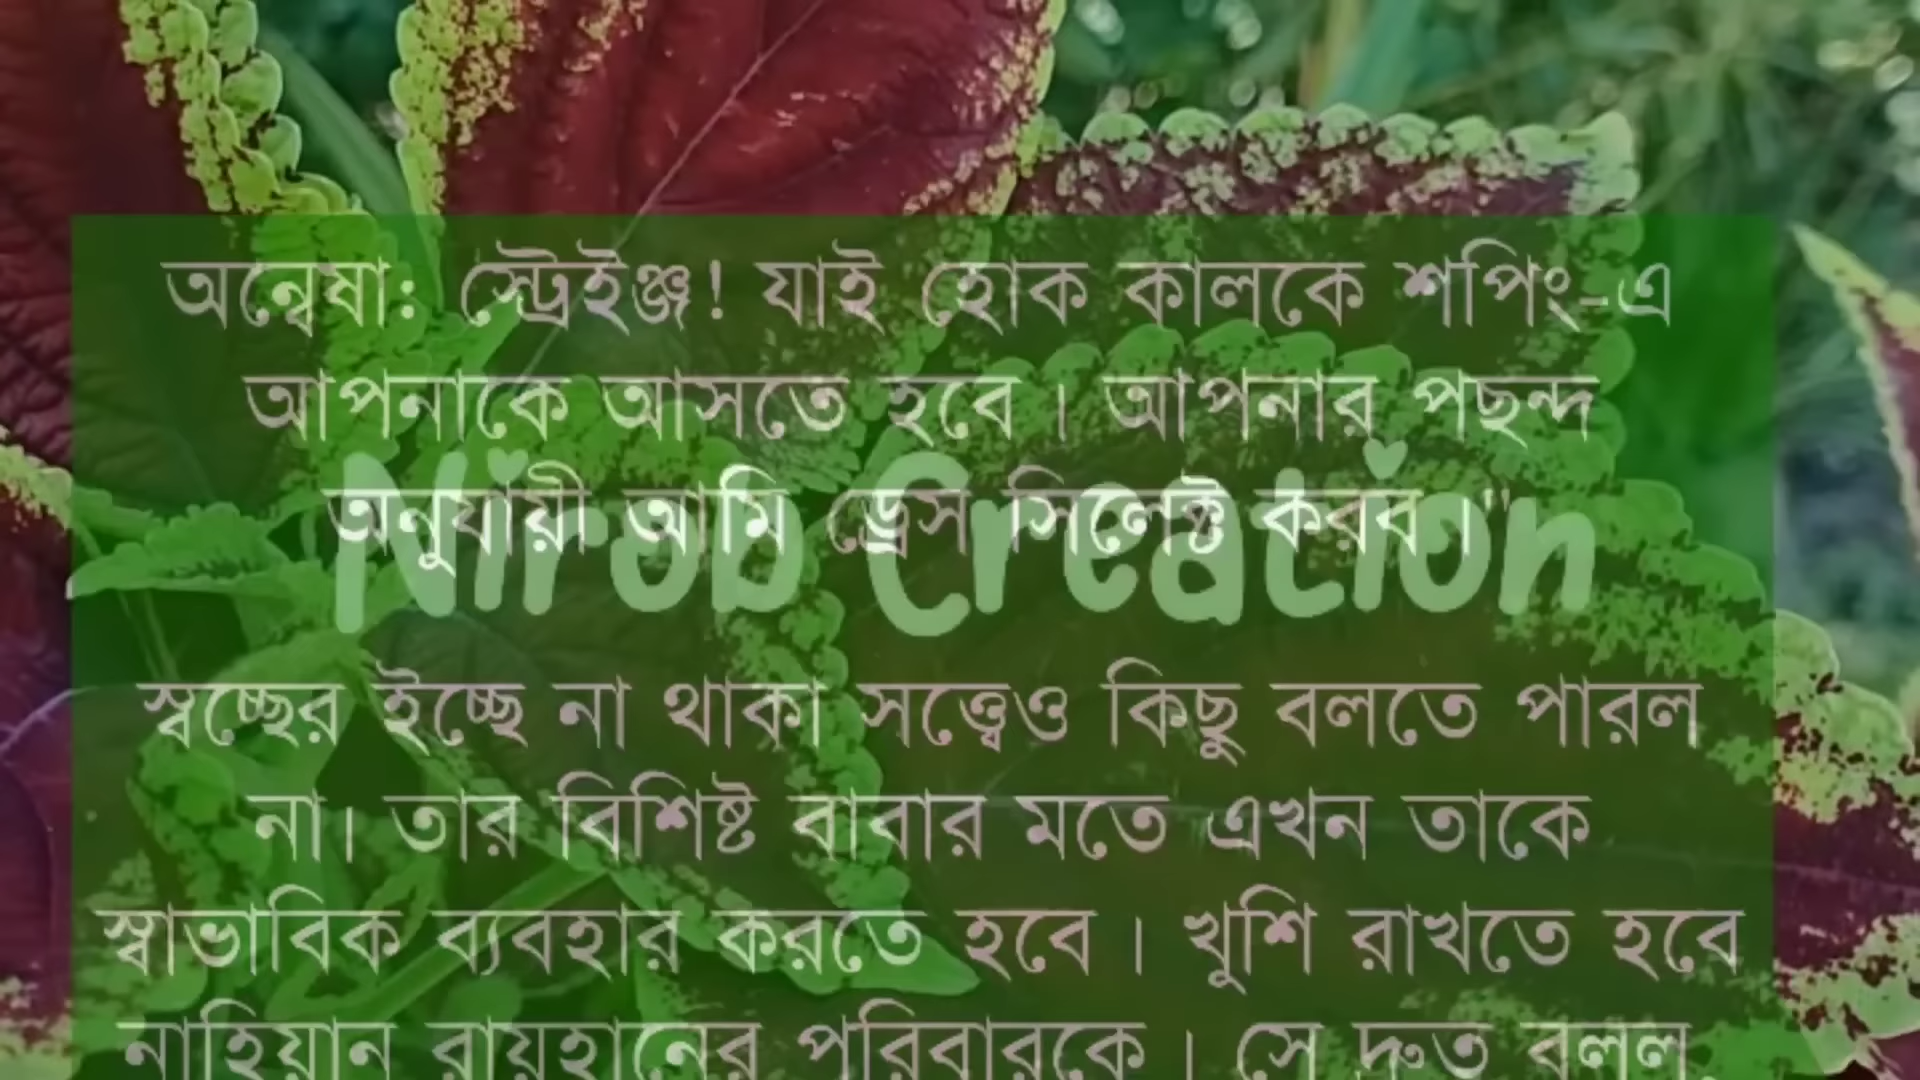 অন্বেষা: স্ট্রেইঞ্জ! যাই হোক কালকে শপিং-এ
আপনাকে আসতে হবে। আপনার পছন্দ
অনুযায়ী আমি ড্রেস সিলেক্ট করব।"
Nirob Creation
স্বচ্ছের ইচ্ছে না থাকা সত্ত্বেও কিছু বলতে পারল
না। তার বিশিষ্ট বাবার মতে এখন তাকে
স্বাভাবিক ব্যবহার করতে হবে। খুশি রাখতে হবে
নাহিয়ান রায়হানের পরিবারকে। সে দ্রুত বলল